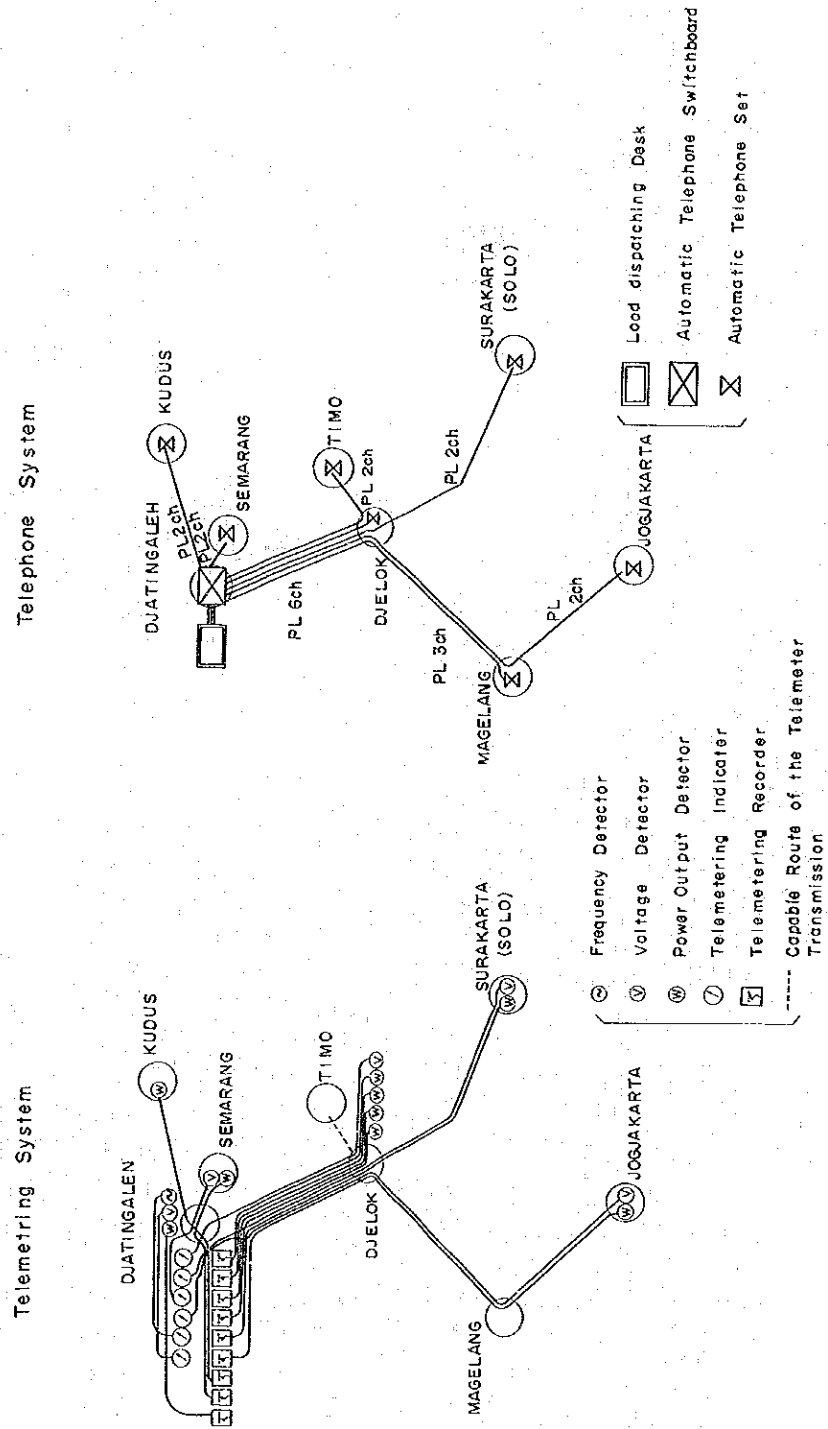 Telemetring System
DJATINGALEN
KUDUS
W
W V ~
SEMARANG
V
W
TIMO
W W W W V
DJELOK
SURAKARTA
(SOLO)
W V
MAGELANG
JOGJAKARTA
W V
~ Frequency Detector
V Voltage Detector
W Power Output Detector
Telemetering Indicater
Telemetering Recorder
----- Capable Route of the Telemeter
Transmission
Telephone System
DJATINGALEH
KUDUS
PL 2ch
PL 2ch
SEMARANG
PL 6ch
TIMO
PL 2ch
DJELOK
SURAKARTA
(SOLO)
PL 2ch
PL 3ch
MAGELANG
PL
2ch
JOGJAKARTA
Load dispatching Desk
Automatic Telephone Switchboard
Automatic Telephone Set